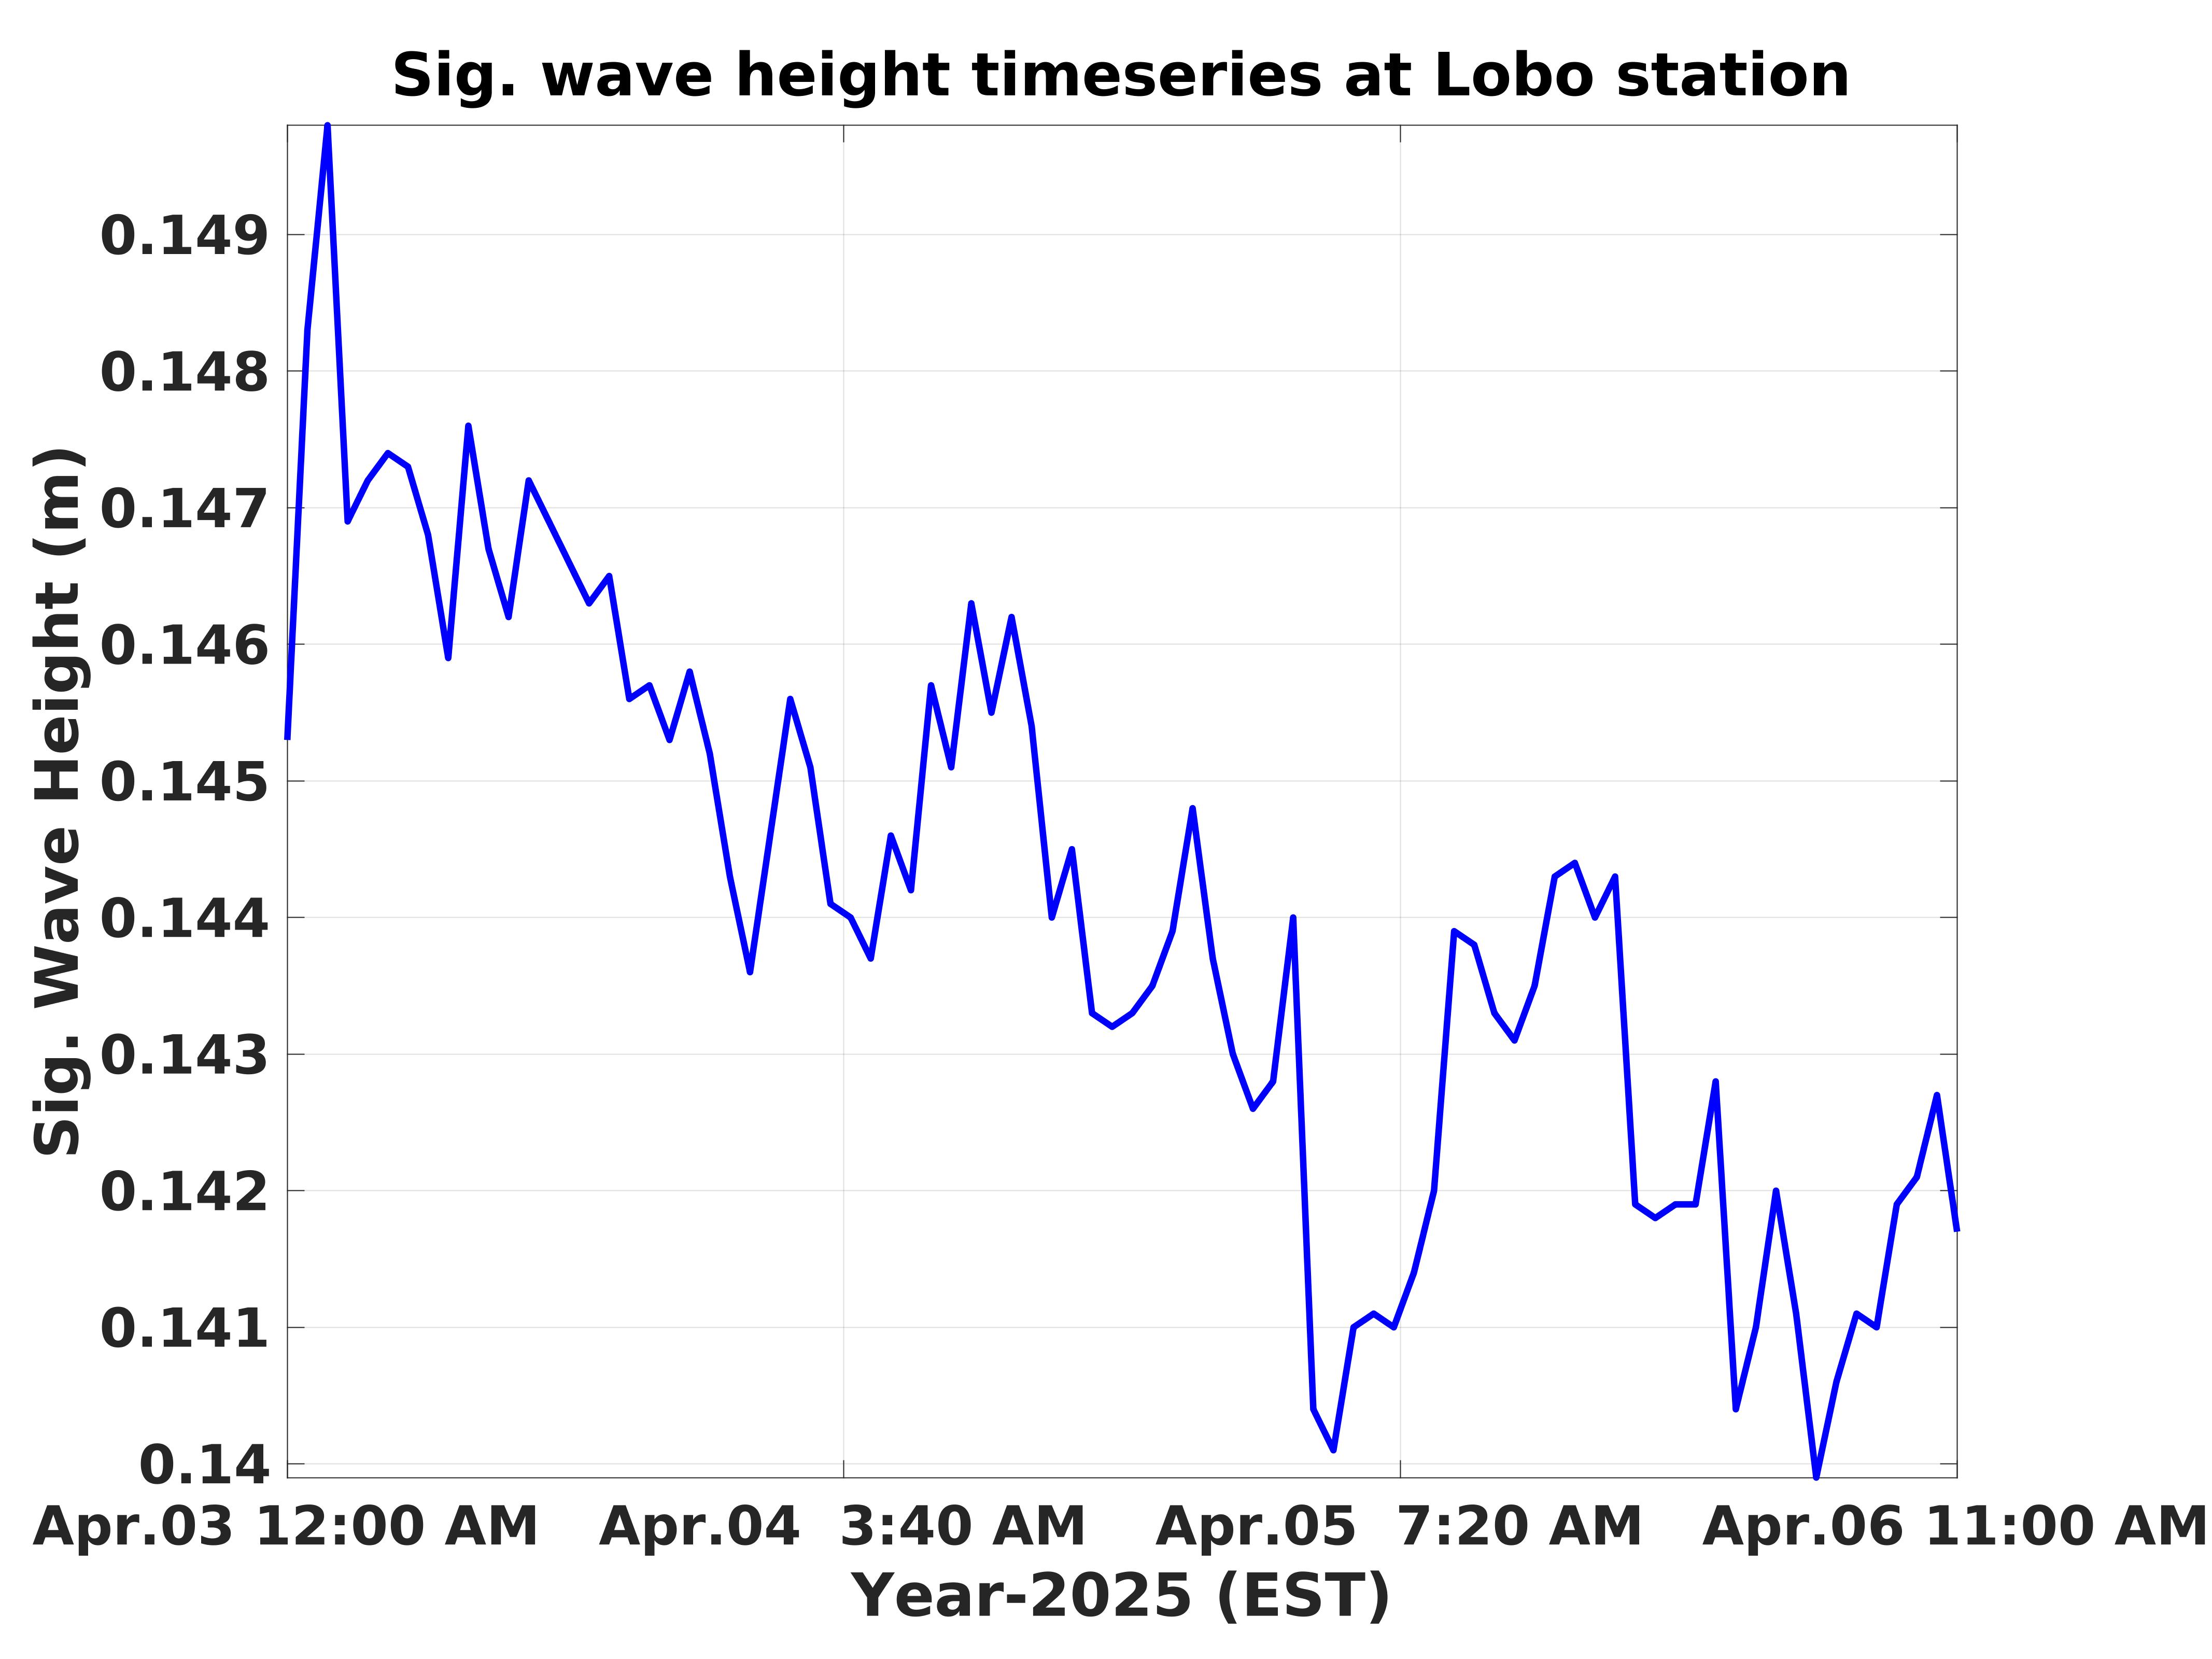 Sig. wave height timeseries at Lobo station
Sig. Wave Height (m)
0.149
0.148
0.147
0.146
0.145
0.144
0.143
0.142
0.141
0.14
Apr.03 12:00 AM Apr.04 3:40 AM Apr.05 7:20 AM Apr.06 11:00 AM
Year-2025 (EST)